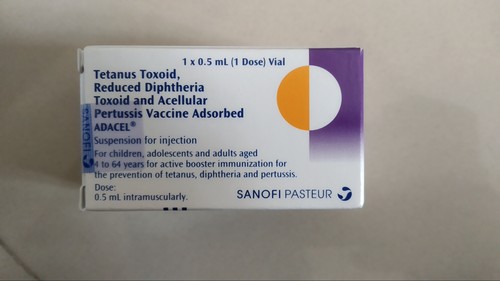 1 x 0.5 mL (1 Dose) Vial
Tetanus Toxoid,
Reduced Diphtheria
Toxoid and Acellular
Pertussis Vaccine Adsorbed
ADACEL®
Suspension for injection
For children, adolescents and adults aged
4 to 64 years for active booster immunization for
the prevention of tetanus, diphtheria and pertussis.
Dose:
0.5 mL intramuscularly.
SANOFI PASTEUR
SANOFI